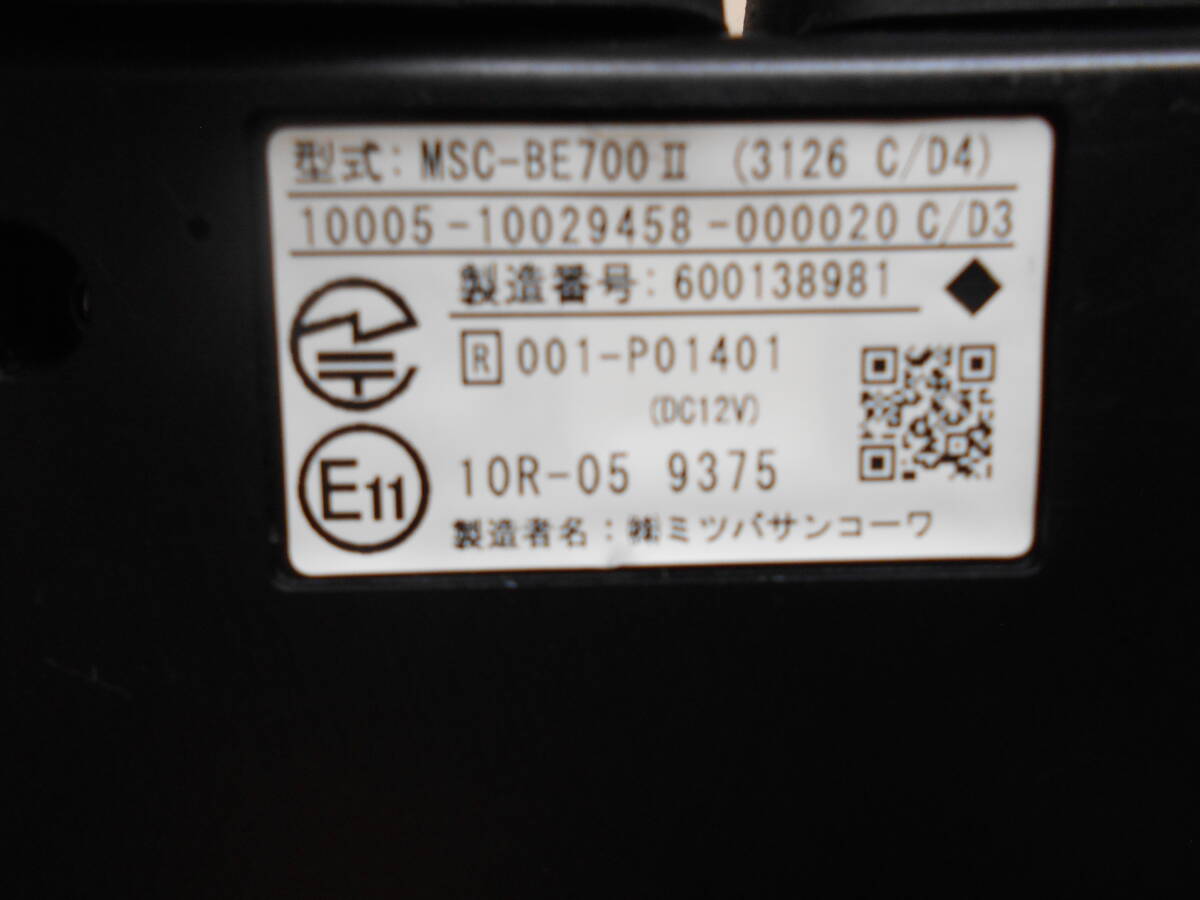 型式: MSC-BE700Ⅱ (3126 C/D4)
10005-10029458-000020 C/D3
製造番号: 600138981
R 001-P01401
(DC12V)
E11 10R-05 9375
製造者名:㈱ミツバサンコーワ